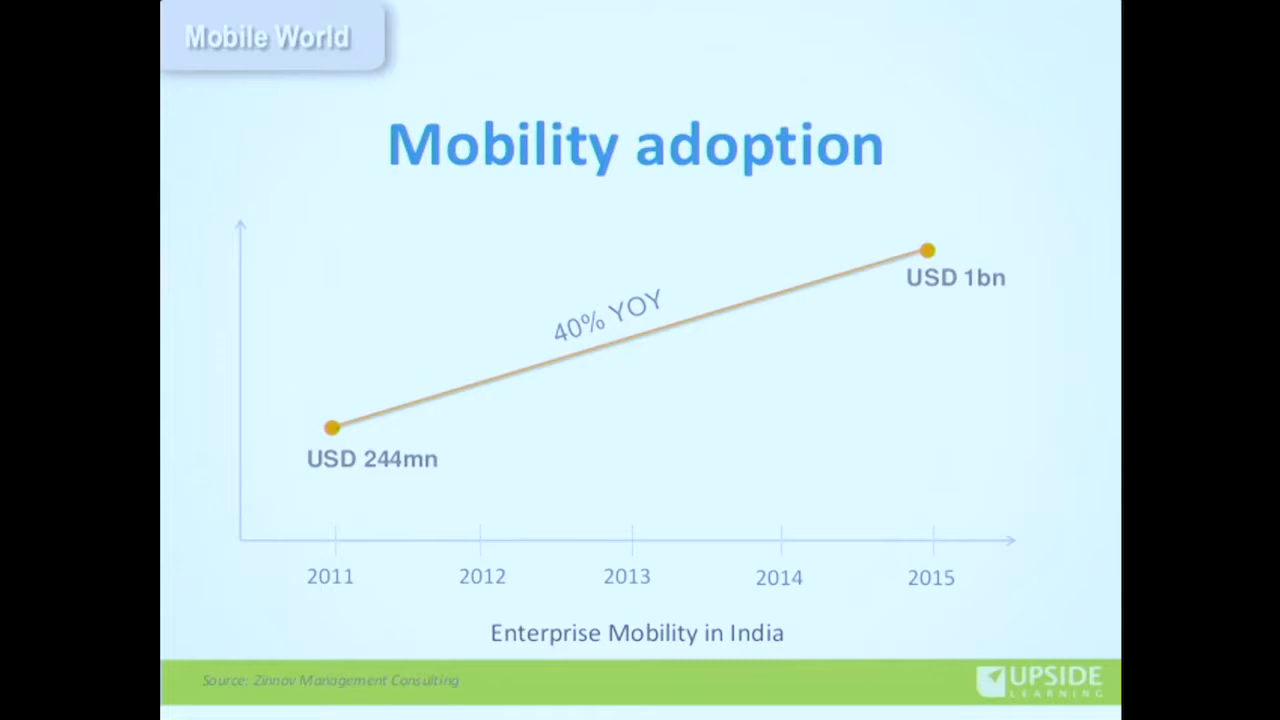 Mobile World
Mobility adoption
40% YOY
USD 1bn
USD 244mn
2011 2012 2013 2014 2015
Enterprise Mobility in India
Source: Zinnov Management Consulting
UPSIDE
LEARNING